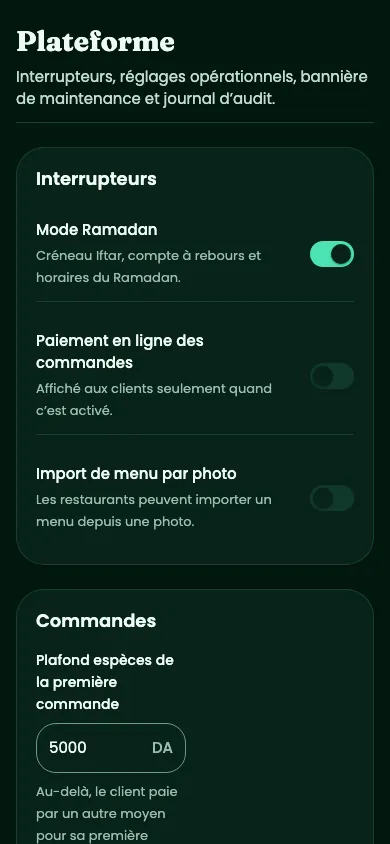 Plateforme
Interrupteurs, réglages opérationnels, bannière
de maintenance et journal d’audit.
Interrupteurs
Mode Ramadan
Créneau Iftar, compte à rebours et
horaires du Ramadan.
Paiement en ligne des
commandes
Affiché aux clients seulement quand
c’est activé.
Import de menu par photo
Les restaurants peuvent importer un
menu depuis une photo.
Commandes
Plafond espèces de
la première
commande
5000 DA
Au-delà, le client paie
par un autre moyen
pour sa première